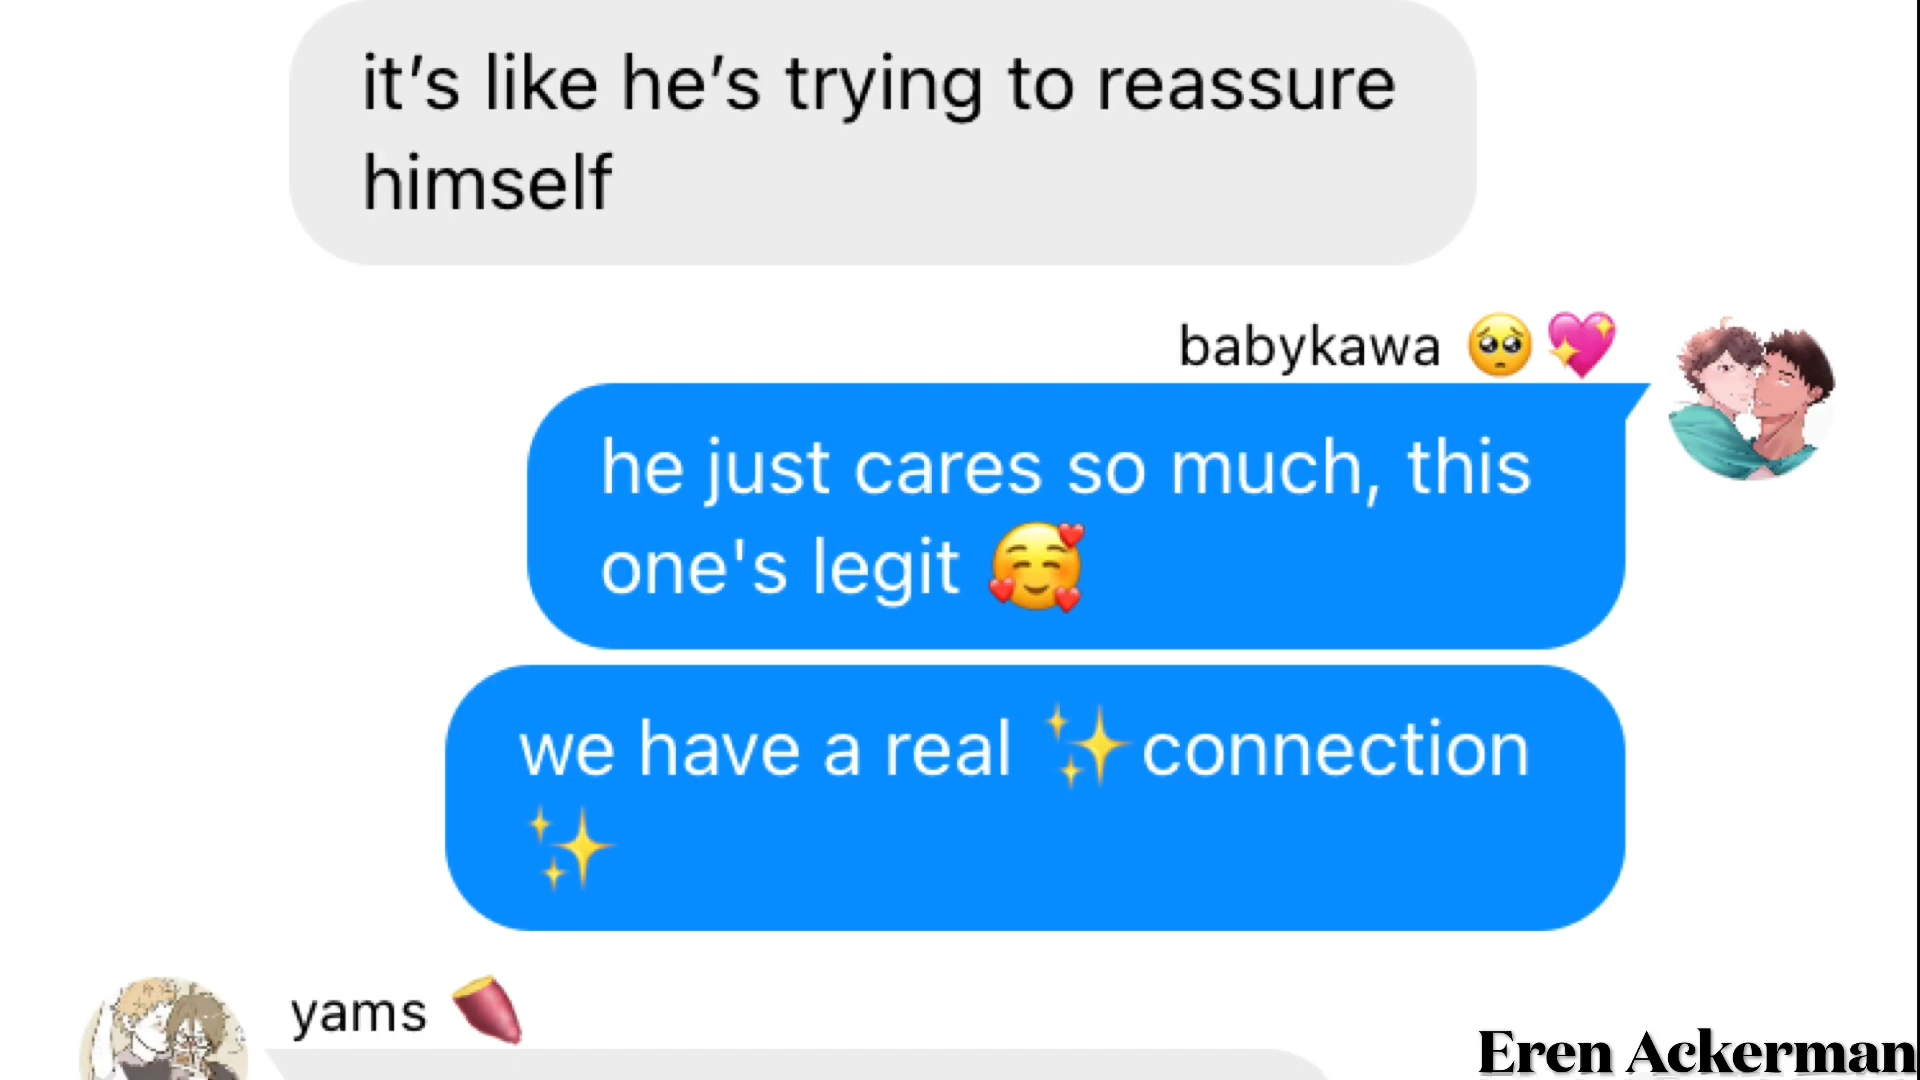 it’s like he’s trying to reassure
himself
babykawa 🥺💖
he just cares so much, this
one's legit 🥰
we have a real ✨connection
✨
yams 🍠
Eren Ackerman